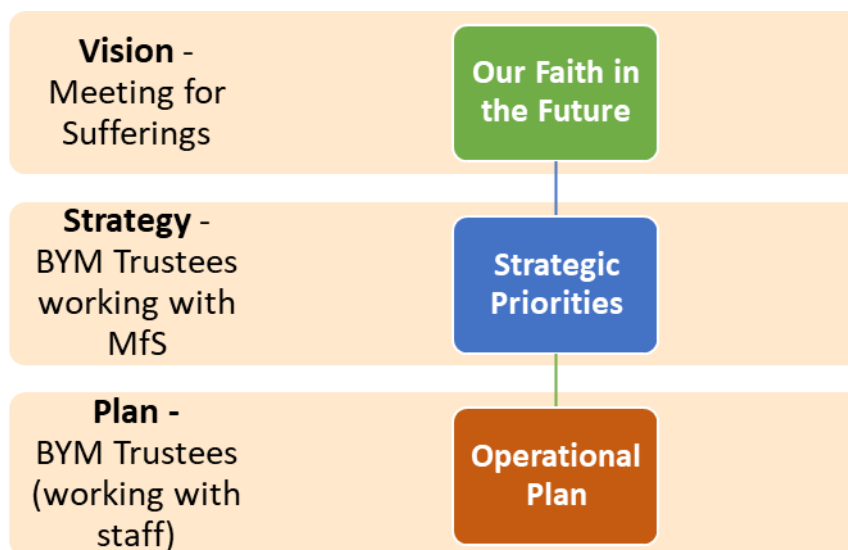 Vision -
Meeting for
Sufferings
Our Faith in
the Future
Strategy -
BYM Trustees
working with
MfS
Strategic
Priorities
Plan -
BYM Trustees
(working with
staff)
Operational
Plan